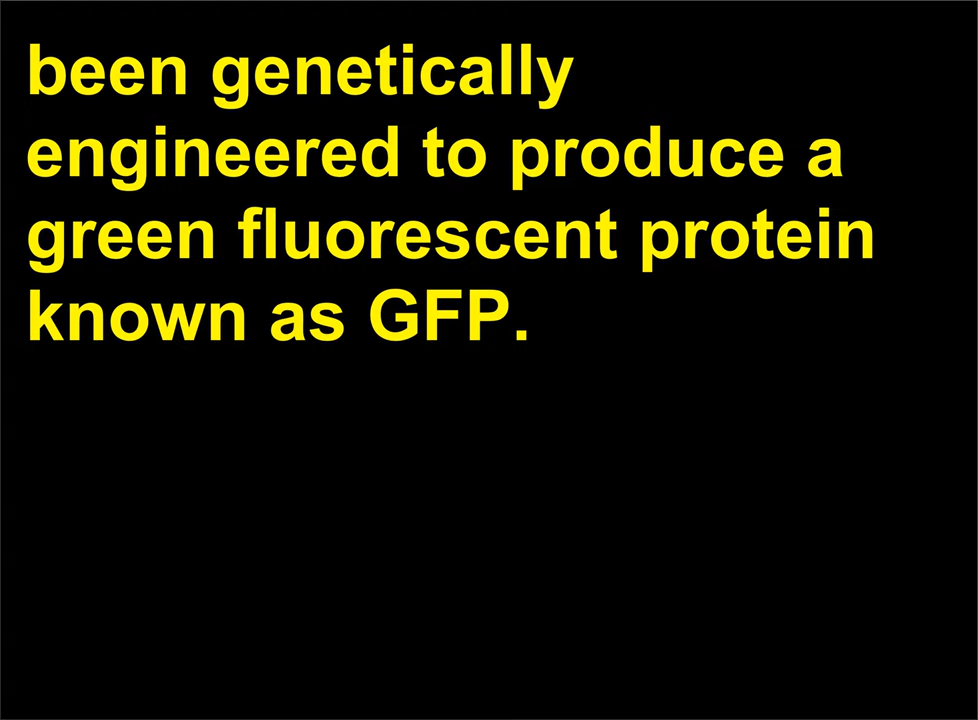 been genetically
engineered to produce a
green fluorescent protein
known as GFP.